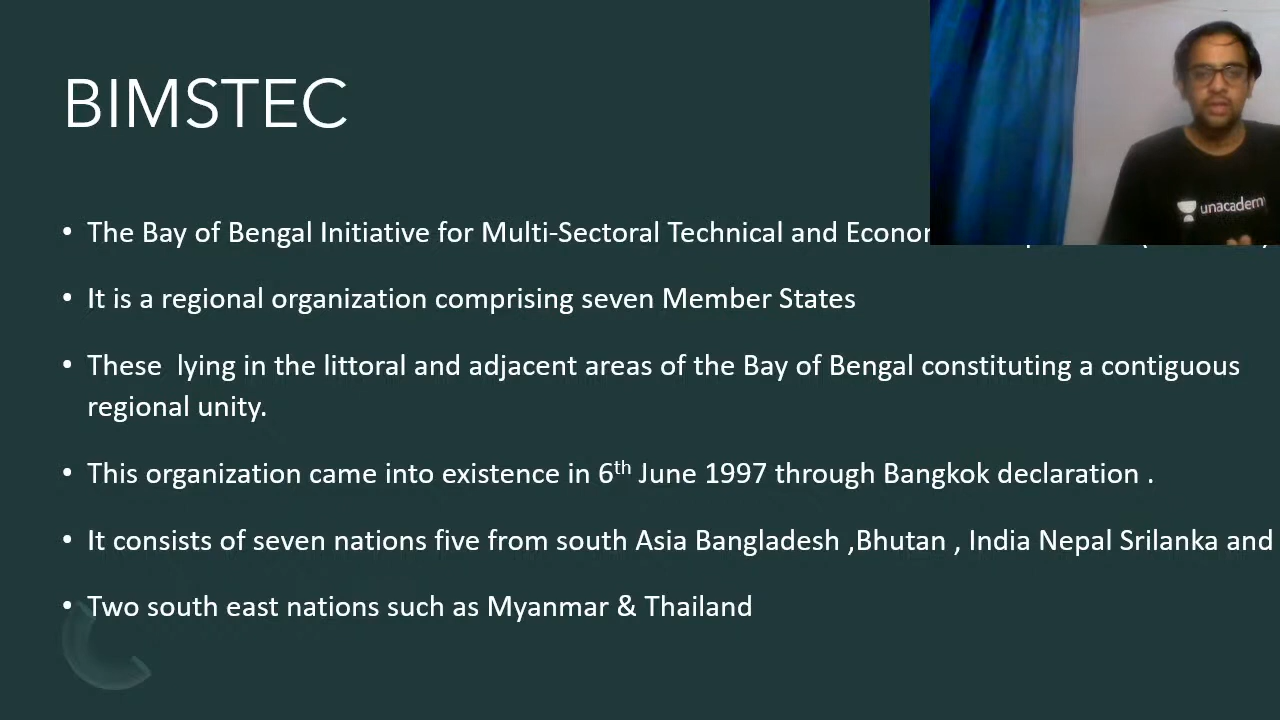 BIMSTEC
• The Bay of Bengal Initiative for Multi-Sectoral Technical and
• It is a regional organization comprising seven Member States
• These lying in the littoral and adjacent areas of the Bay of Bengal constituting a contiguous
regional unity.
• This organization came into existence in 6th June 1997 through Bangkok declaration .
• It consists of seven nations five from south Asia Bangladesh ,Bhutan , India Nepal Srilanka and
• Two south east nations such as Myanmar & Thailand
unacademy